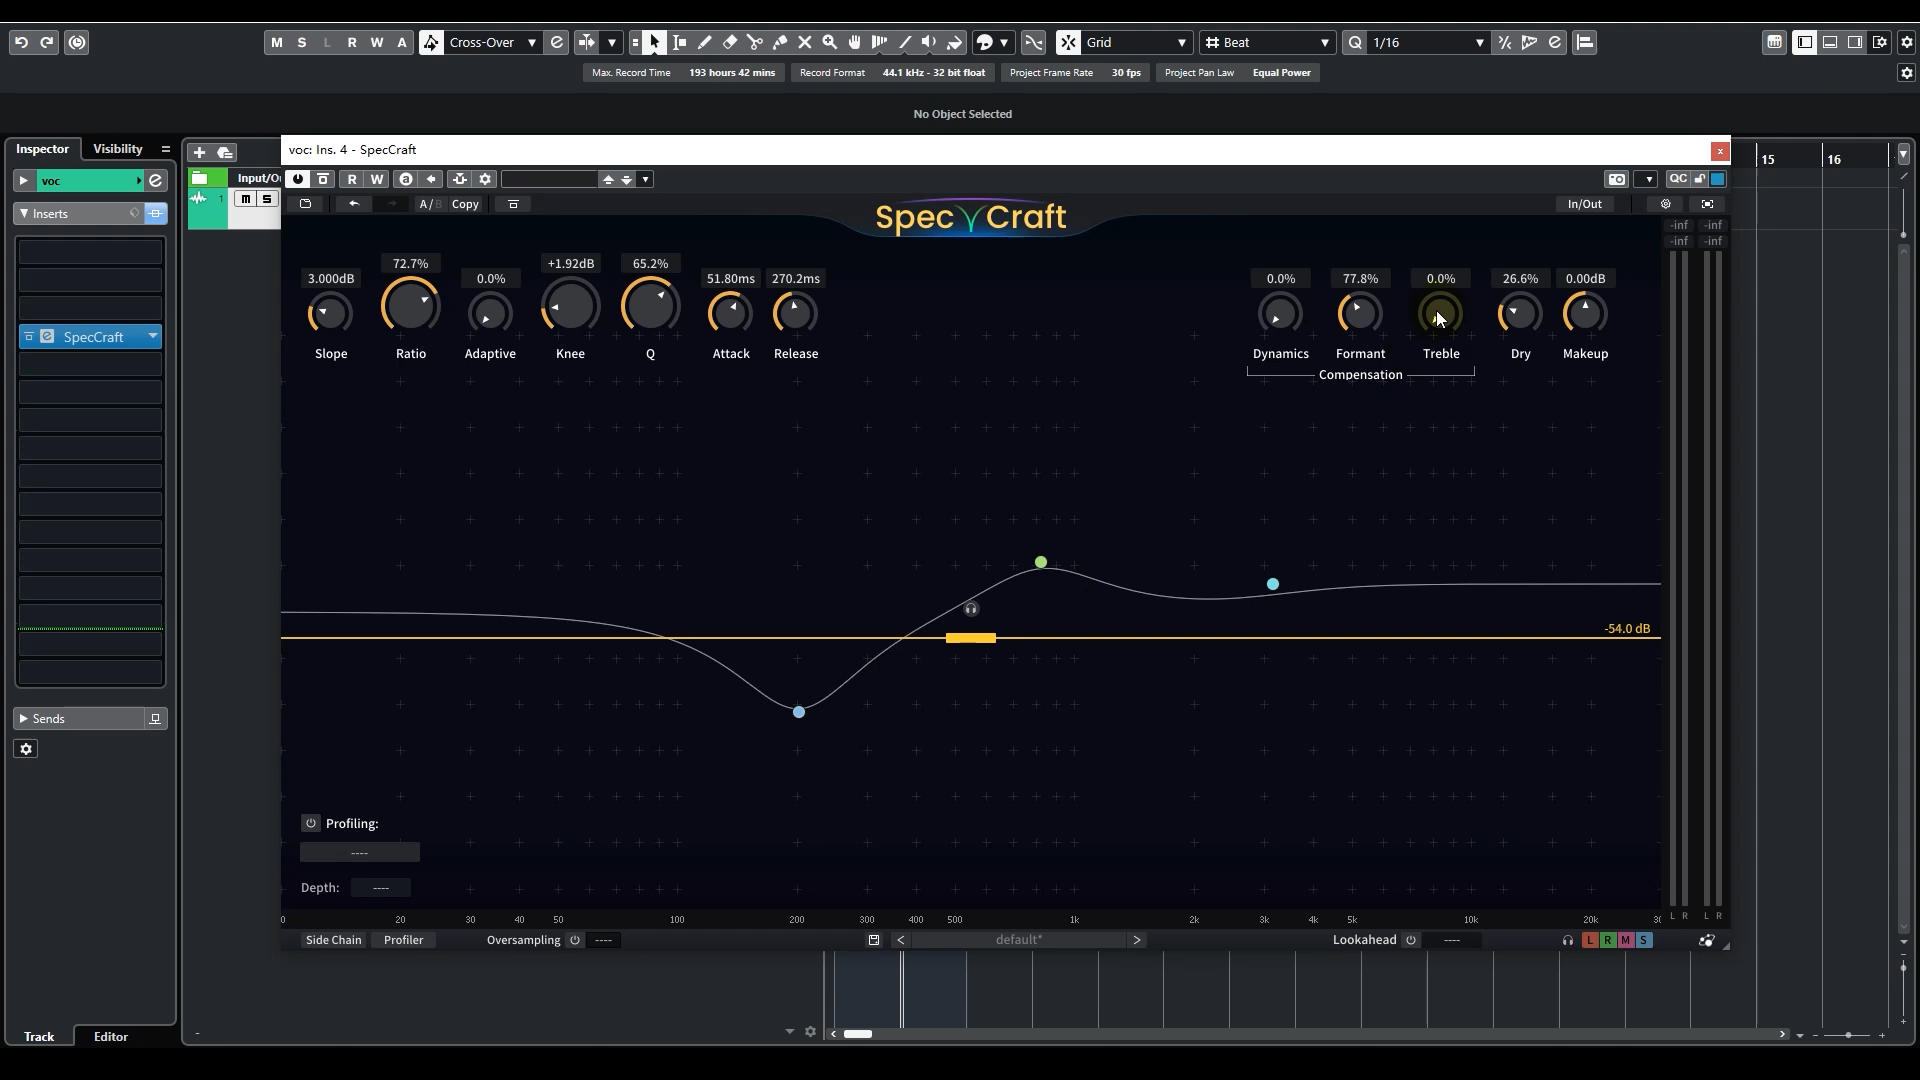 M S L R W A Cross-Over Grid Beat Q 1/16
Max. Record Time 193 hours 42 mins Record Format 44.1 kHz - 32 bit float Project Frame Rate 30 fps Project Pan Law Equal Power
No Object Selected
Inspector Visibility
voc: Ins. 4 - SpecCraft
15 16
voc
Input/Ou
R W QC
1 m S
Inserts
A/B Copy In/Out
Spec Craft
-inf -inf
-inf -inf
3.000dB 72.7% 0.0% +1.92dB 65.2% 51.80ms 270.2ms 0.0% 77.8% 0.0% 26.6% 0.00dB
SpecCraft
Slope Ratio Adaptive Knee Q Attack Release Dynamics Formant Treble Dry Makeup
Compensation
-54.0 dB
Sends
Profiling:
----
Depth: ----
0 20 30 40 50 100 200 300 400 500 1k 2k 3k 4k 5k 10k 20k 30
L R L R
Side Chain Profiler Oversampling ---- < default* > Lookahead ---- L R M S
Track Editor